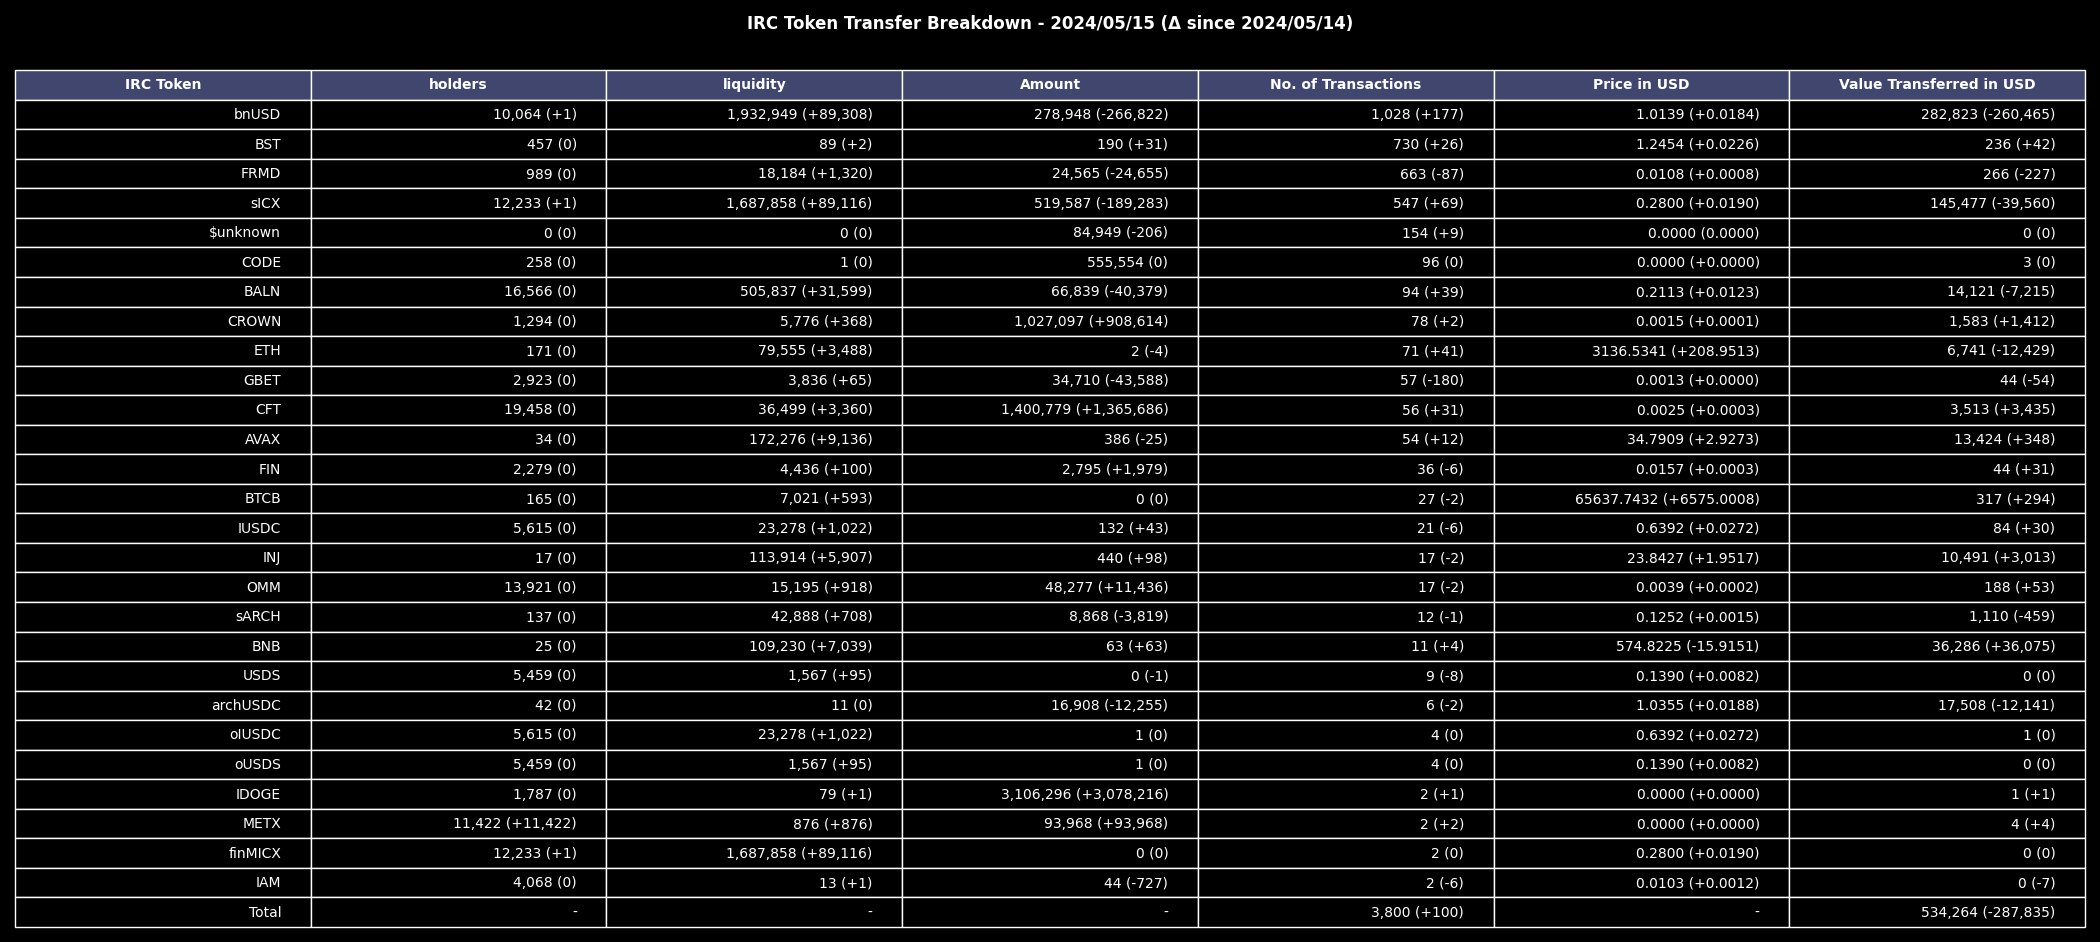 IRC Token Transfer Breakdown - 2024/05/15 (Δ since 2024/05/14)
IRC Token holders liquidity Amount No. of Transactions Price in USD Value Transferred in USD
bnUSD 10,064 (+1) 1,932,949 (+89,308) 278,948 (-266,822) 1,028 (+177) 1.0139 (+0.0184) 282,823 (-260,465)
BST 457 (0) 89 (+2) 190 (+31) 730 (+26) 1.2454 (+0.0226) 236 (+42)
FRMD 989 (0) 18,184 (+1,320) 24,565 (-24,655) 663 (-87) 0.0108 (+0.0008) 266 (-227)
sICX 12,233 (+1) 1,687,858 (+89,116) 519,587 (-189,283) 547 (+69) 0.2800 (+0.0190) 145,477 (-39,560)
$unknown 0 (0) 0 (0) 84,949 (-206) 154 (+9) 0.0000 (0.0000) 0 (0)
CODE 258 (0) 1 (0) 555,554 (0) 96 (0) 0.0000 (+0.0000) 3 (0)
BALN 16,566 (0) 505,837 (+31,599) 66,839 (-40,379) 94 (+39) 0.2113 (+0.0123) 14,121 (-7,215)
CROWN 1,294 (0) 5,776 (+368) 1,027,097 (+908,614) 78 (+2) 0.0015 (+0.0001) 1,583 (+1,412)
ETH 171 (0) 79,555 (+3,488) 2 (-4) 71 (+41) 3136.5341 (+208.9513) 6,741 (-12,429)
GBET 2,923 (0) 3,836 (+65) 34,710 (-43,588) 57 (-180) 0.0013 (+0.0000) 44 (-54)
CFT 19,458 (0) 36,499 (+3,360) 1,400,779 (+1,365,686) 56 (+31) 0.0025 (+0.0003) 3,513 (+3,435)
AVAX 34 (0) 172,276 (+9,136) 386 (-25) 54 (+12) 34.7909 (+2.9273) 13,424 (+348)
FIN 2,279 (0) 4,436 (+100) 2,795 (+1,979) 36 (-6) 0.0157 (+0.0003) 44 (+31)
BTCB 165 (0) 7,021 (+593) 0 (0) 27 (-2) 65637.7432 (+6575.0008) 317 (+294)
IUSDC 5,615 (0) 23,278 (+1,022) 132 (+43) 21 (-6) 0.6392 (+0.0272) 84 (+30)
INJ 17 (0) 113,914 (+5,907) 440 (+98) 17 (-2) 23.8427 (+1.9517) 10,491 (+3,013)
OMM 13,921 (0) 15,195 (+918) 48,277 (+11,436) 17 (-2) 0.0039 (+0.0002) 188 (+53)
sARCH 137 (0) 42,888 (+708) 8,868 (-3,819) 12 (-1) 0.1252 (+0.0015) 1,110 (-459)
BNB 25 (0) 109,230 (+7,039) 63 (+63) 11 (+4) 574.8225 (-15.9151) 36,286 (+36,075)
USDS 5,459 (0) 1,567 (+95) 0 (-1) 9 (-8) 0.1390 (+0.0082) 0 (0)
archUSDC 42 (0) 11 (0) 16,908 (-12,255) 6 (-2) 1.0355 (+0.0188) 17,508 (-12,141)
oIUSDC 5,615 (0) 23,278 (+1,022) 1 (0) 4 (0) 0.6392 (+0.0272) 1 (0)
oUSDS 5,459 (0) 1,567 (+95) 1 (0) 4 (0) 0.1390 (+0.0082) 0 (0)
IDOGE 1,787 (0) 79 (+1) 3,106,296 (+3,078,216) 2 (+1) 0.0000 (+0.0000) 1 (+1)
METX 11,422 (+11,422) 876 (+876) 93,968 (+93,968) 2 (+2) 0.0000 (+0.0000) 4 (+4)
finMICX 12,233 (+1) 1,687,858 (+89,116) 0 (0) 2 (0) 0.2800 (+0.0190) 0 (0)
IAM 4,068 (0) 13 (+1) 44 (-727) 2 (-6) 0.0103 (+0.0012) 0 (-7)
Total - - - 3,800 (+100) - 534,264 (-287,835)